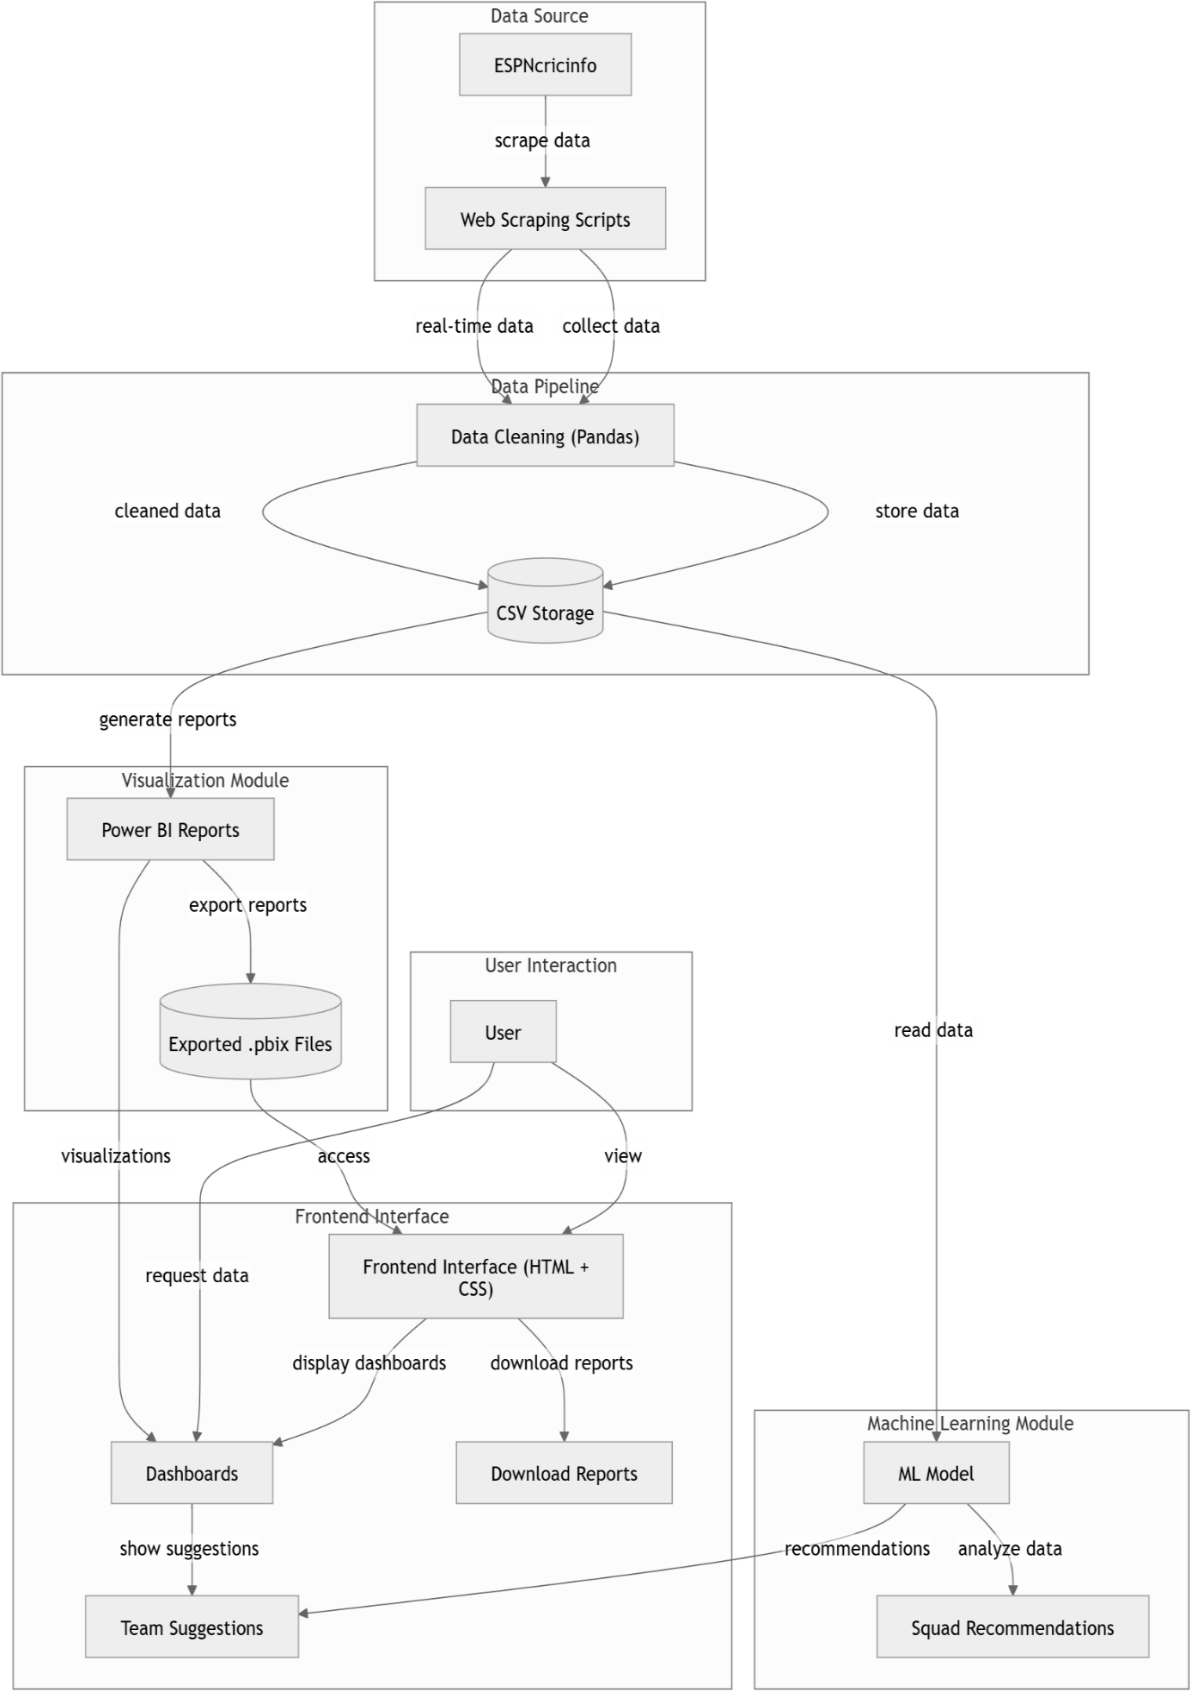 Data Source
ESPNcricinfo
scrape data
Web Scraping Scripts
real-time data
collect data
Data Pipeline
Data Cleaning (Pandas)
cleaned data
store data
CSV Storage
generate reports
Visualization Module
Power BI Reports
export reports
User Interaction
User
Exported .pbix Files
read data
visualizations
access
view
Frontend Interface
Frontend Interface (HTML +
CSS)
request data
display dashboards
download reports
Machine Learning Module
Dashboards
Download Reports
ML Model
show suggestions
recommendations
analyze data
Team Suggestions
Squad Recommendations